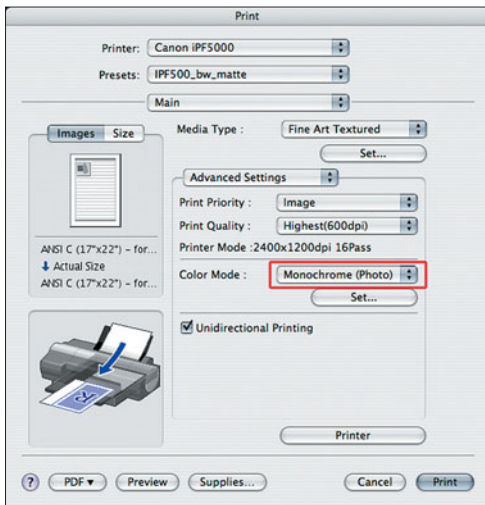 Print
Printer: Canon iPF5000
Presets: IPF500_bw_matte
Main
Images Size
Media Type : Fine Art Textured
Set...
Advanced Settings
Print Priority : Image
Print Quality : Highest(600dpi)
Printer Mode :2400x1200dpi 16Pass
ANSI C (17"x22") – for...
Actual Size
ANSI C (17"x22") – for...
Color Mode : Monochrome (Photo)
Set...
Unidirectional Printing
R
Printer
? PDF▾ Preview Supplies... Cancel Print